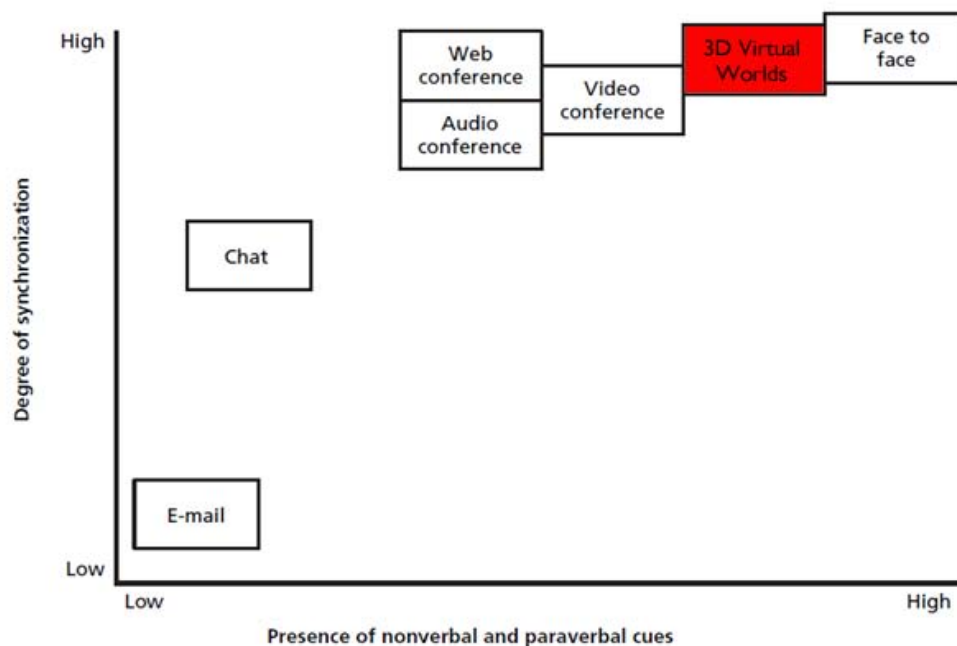 High
Web
conference
Audio
conference
Video
conference
3D Virtual
Worlds
Face to
face
Degree of synchronization
Chat
E-mail
Low
Low
High
Presence of nonverbal and paraverbal cues